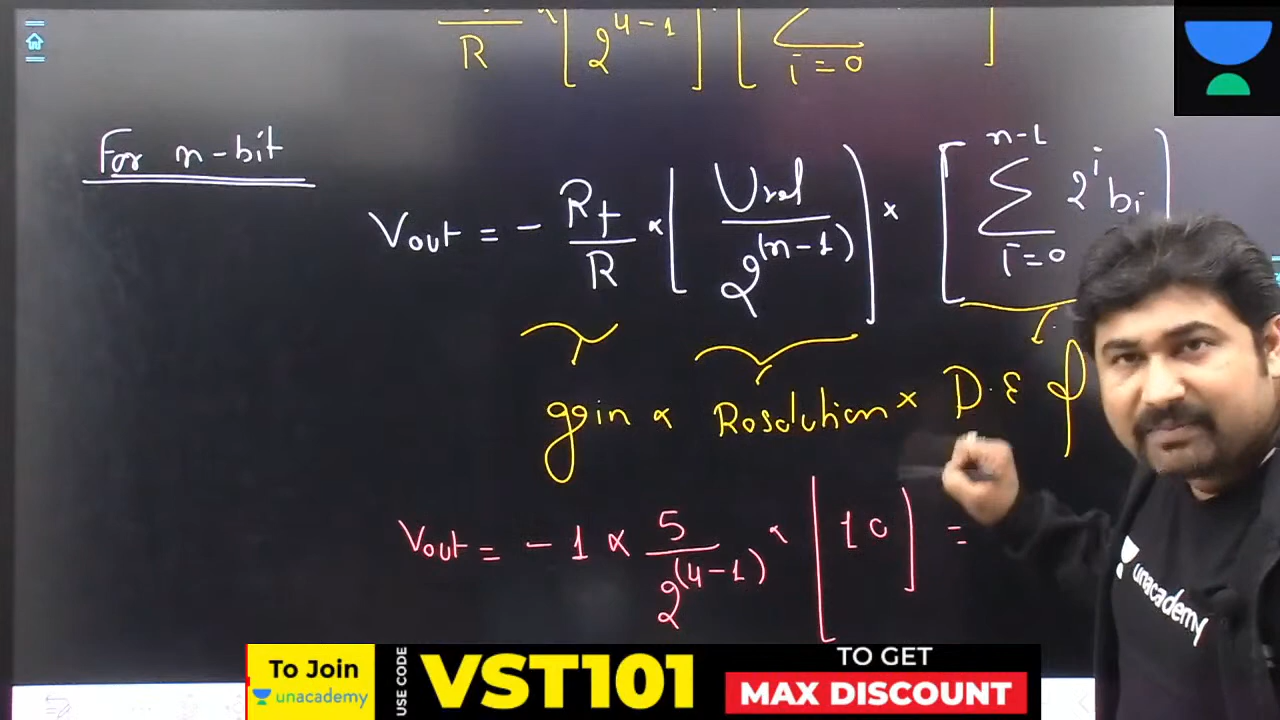 R [2^4-1] [∑ i=0 ]
For n-bit
Vout = - Rf/R × [Vref/2^(n-1)] × [n-1 ∑ i=0 2^i bi]
gain × Resolution × D.E
Vout = - 1 × 5/2^(4-1) × [10] =
unacademy
To Join
unacademy
USE CODE
VST101
TO GET
MAX DISCOUNT